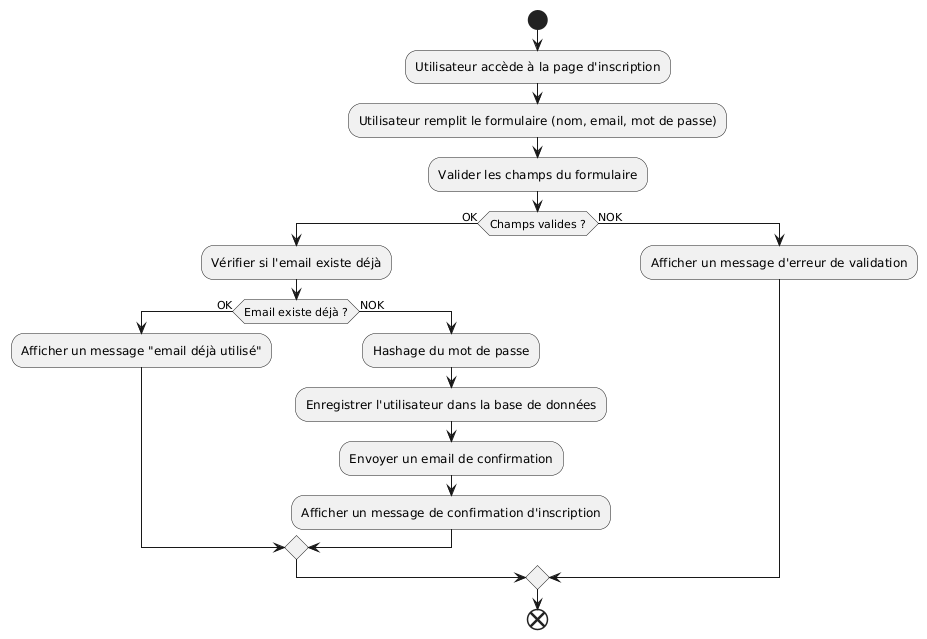 Utilisateur accède à la page d'inscription
Utilisateur remplit le formulaire (nom, email, mot de passe)
Valider les champs du formulaire
OK
Champs valides ?
NOK
Vérifier si l'email existe déjà
Afficher un message d'erreur de validation
OK
Email existe déjà ?
NOK
Afficher un message "email déjà utilisé"
Hashage du mot de passe
Enregistrer l'utilisateur dans la base de données
Envoyer un email de confirmation
Afficher un message de confirmation d'inscription